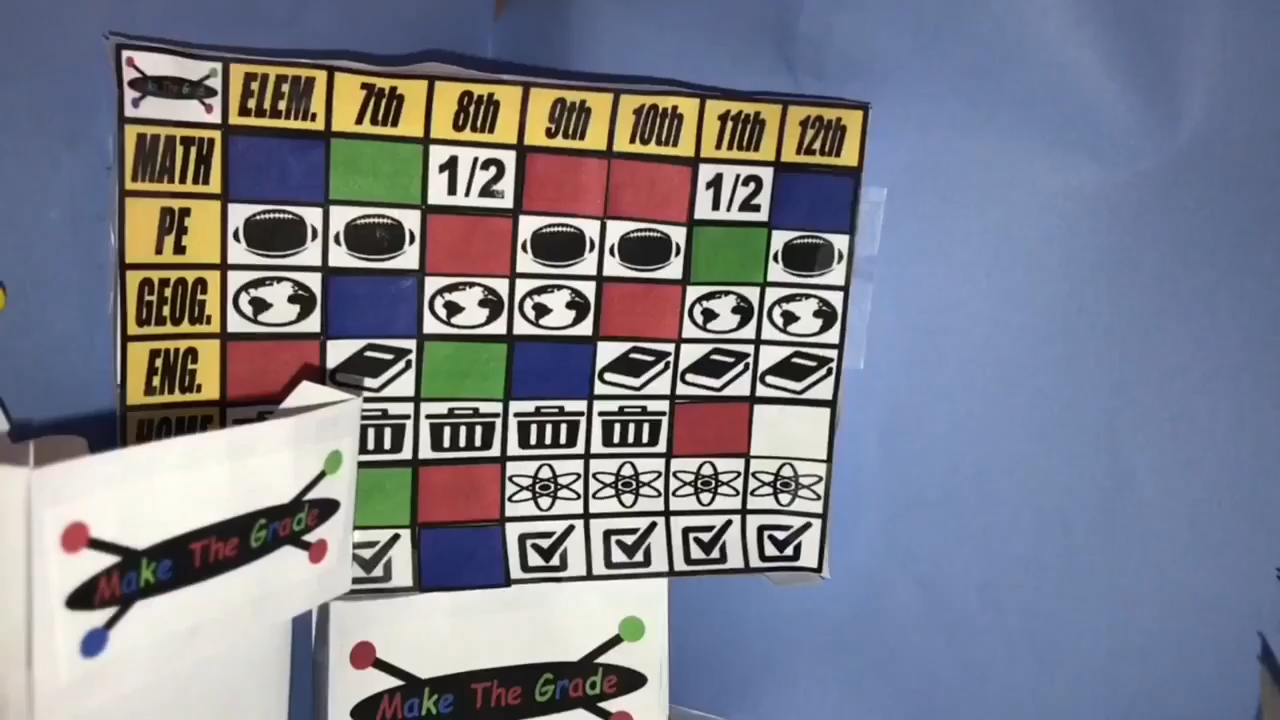 ELEM. 7th 8th 9th 10th 11th 12th
MATH 1/2 1/2
PE
GEOG.
ENG.
HOME
Make The Grade
Make The Grade